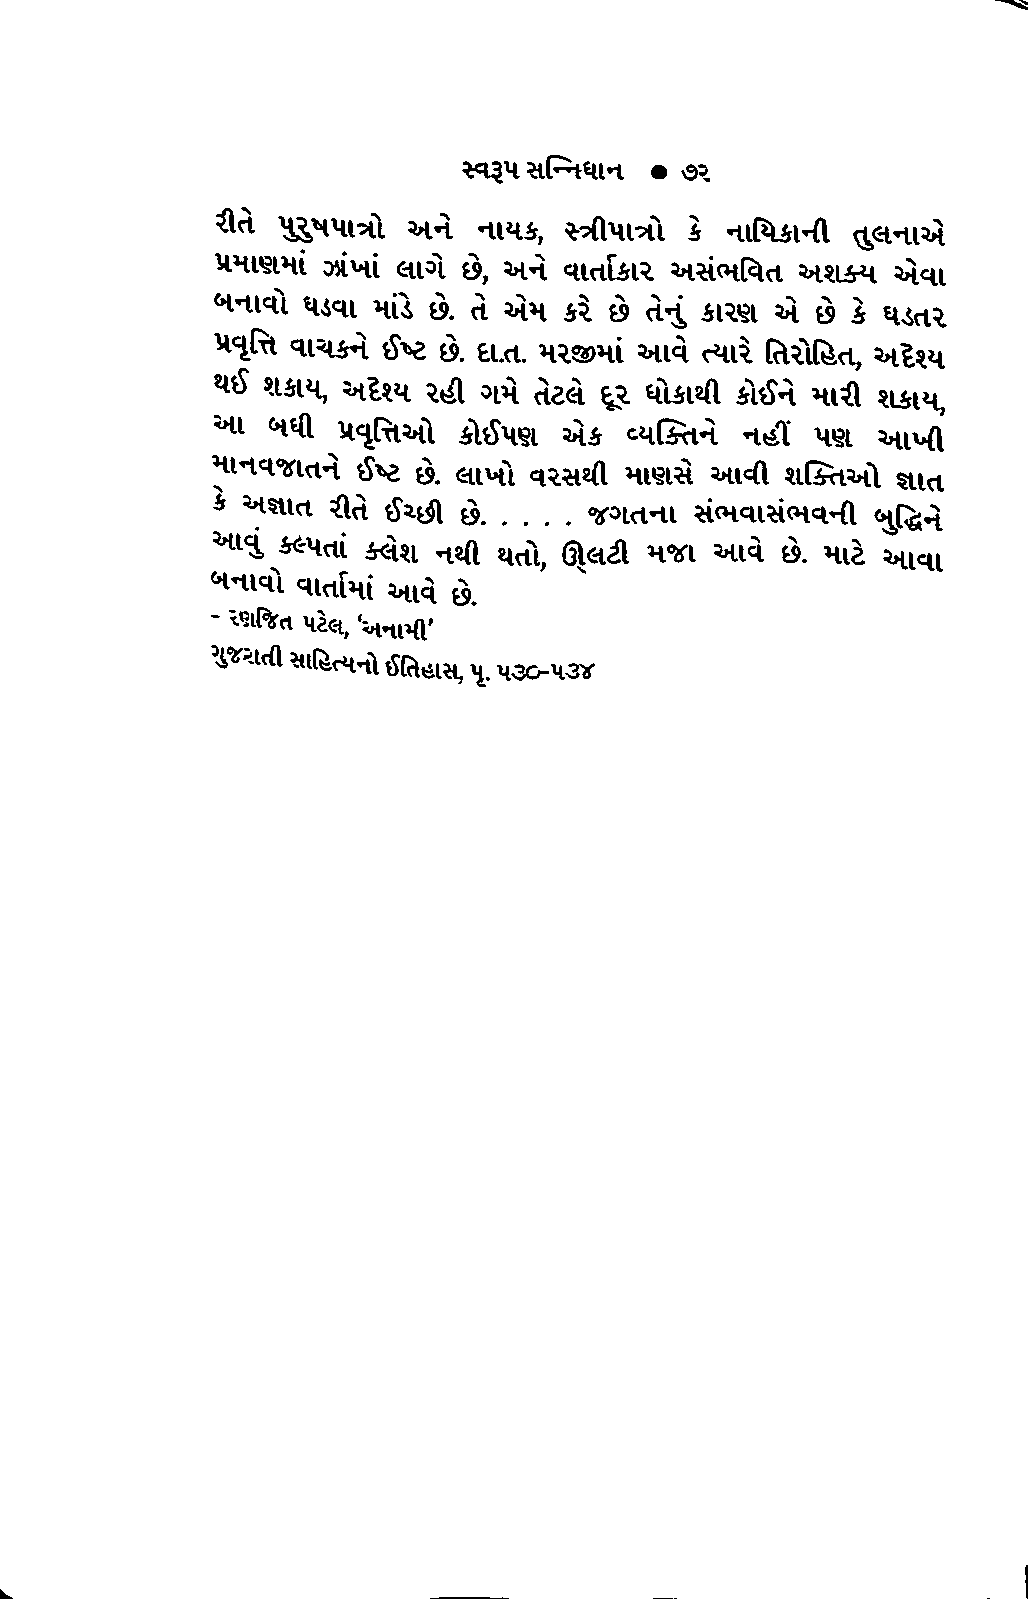 સ્વરૂપ સન્નિધાન ● ૭૨
રીતે પુરુષપાત્રો અને નાયક, સ્ત્રીપાત્રો કે નાયિકાની તુલનાએ
પ્રમાણમાં ઝાંખાં લાગે છે, અને વાર્તાકાર અસંભવિત અશક્ય એવા
બનાવો ઘડવા માંડે છે. તે એમ કરે છે તેનું કારણ એ છે કે ઘડતર
પ્રવૃત્તિ વાચકને ઈષ્ટ છે. દા.ત. મરજીમાં આવે ત્યારે તિરોહિત, અદૃશ્ય
થઈ શકાય, અદૃશ્ય રહી ગમે તેટલે દૂર ધોકાથી કોઈને મારી શકાય,
આ બધી પ્રવૃત્તિઓ કોઈપણ એક વ્યક્તિને નહીં પણ આખી
માનવજાતને ઈષ્ટ છે. લાખો વરસથી માણસે આવી શક્તિઓ જ્ઞાત
કે અજ્ઞાત રીતે ઈચ્છી છે. . . . . . જગતના સંભવાસંભવની બુદ્ધિને
આવું કલ્પતાં ક્લેશ નથી થતો, ઊલટી મજા આવે છે. માટે આવા
બનાવો વાર્તામાં આવે છે.
- રણજિત પટેલ, ‘અનામી’
ગુજરાતી સાહિત્યનો ઈતિહાસ, પૃ. ૫૩૦-૫૩૪